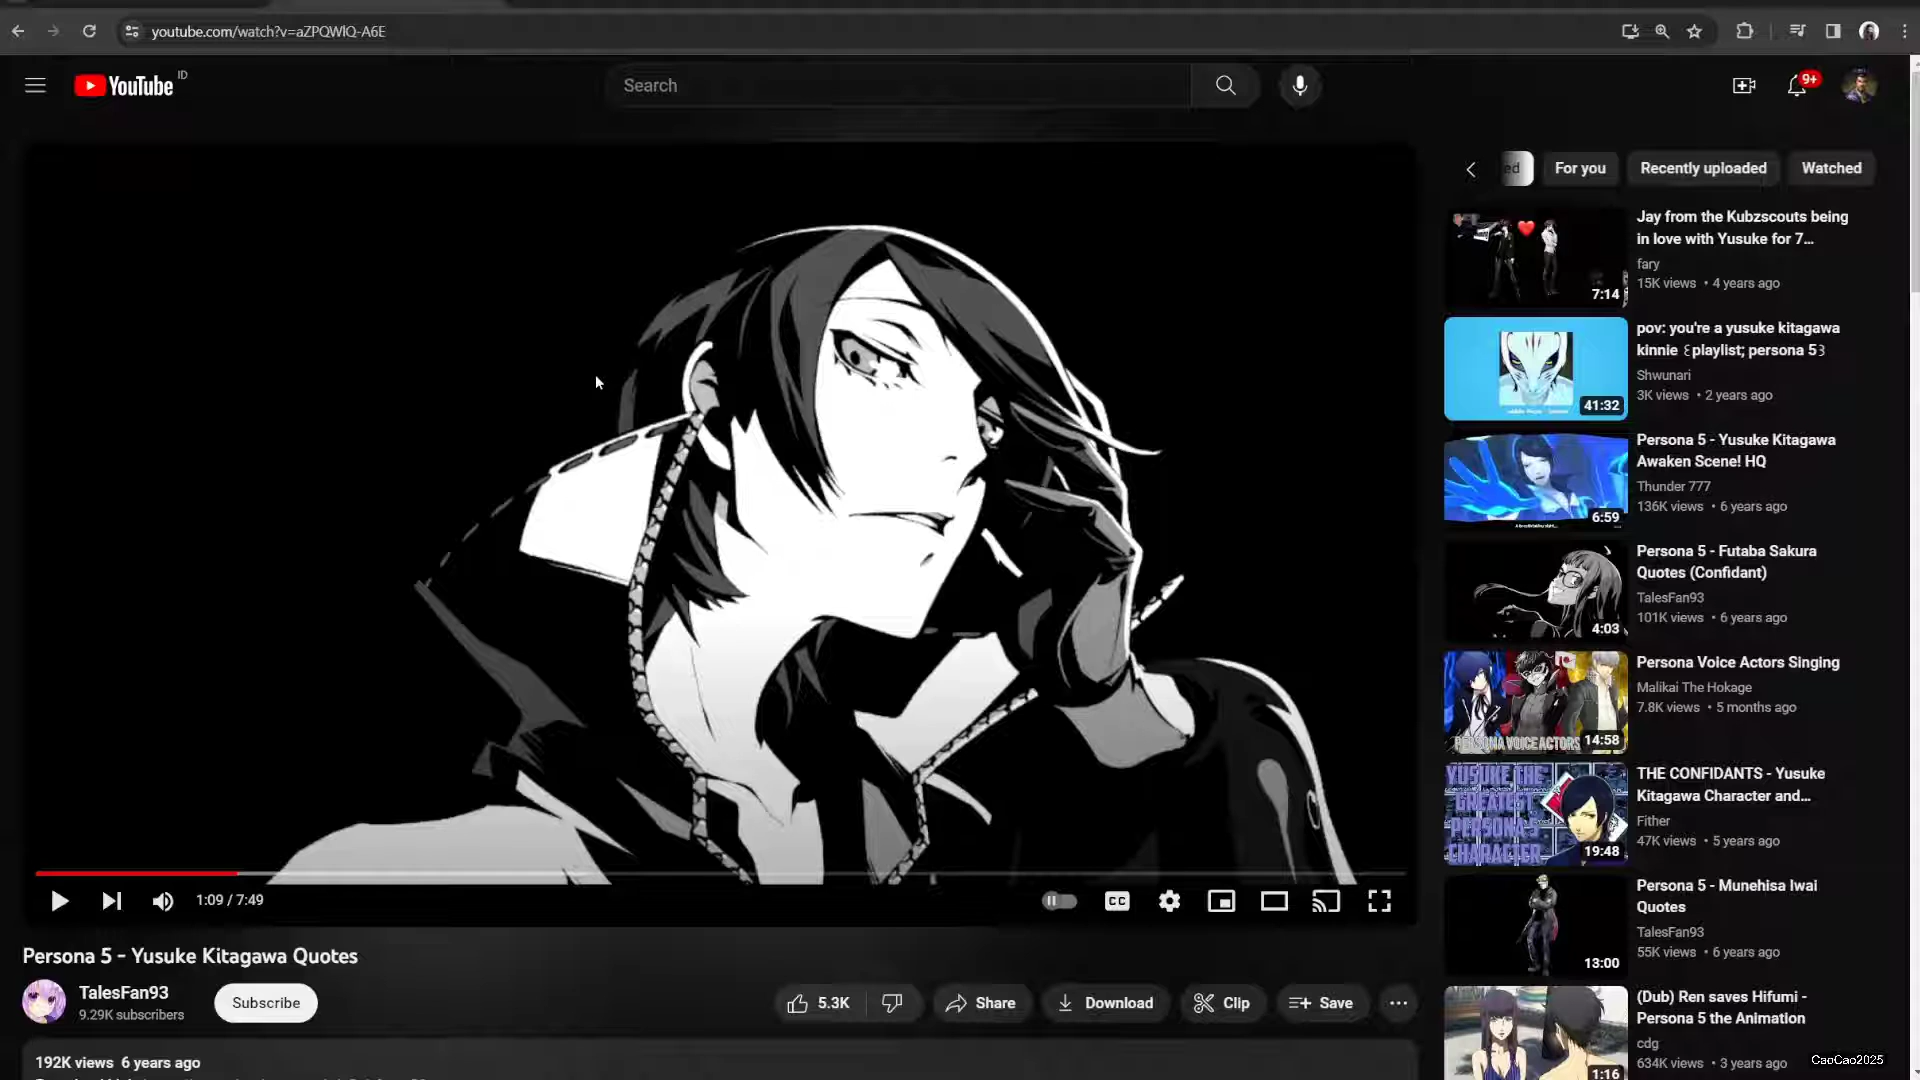 youtube.com/watch?v=aZPQWlQ-A6E
YouTube ID
Search
9+
ed
For you
Recently uploaded
Watched
Jay from the Kubzscouts being
in love with Yusuke for 7...
fary
15K views • 4 years ago
7:14
pov: you're a yusuke kitagawa
kinnie ꒰playlist; persona 5꒱
Shwunari
3K views • 2 years ago
41:32
Persona 5 - Yusuke Kitagawa
Awaken Scene! HQ
Thunder 777
136K views • 6 years ago
6:59
Persona 5 - Futaba Sakura
Quotes (Confidant)
TalesFan93
101K views • 6 years ago
4:03
Persona Voice Actors Singing
Malikai The Hokage
7.8K views • 5 months ago
PERSONA VOICE ACTORS
14:58
YUSUKE THE
GREATEST
PERSONA 5
CHARACTER
THE CONFIDANTS - Yusuke
Kitagawa Character and...
Fither
47K views • 5 years ago
19:48
Persona 5 - Munehisa Iwai
Quotes
TalesFan93
55K views • 6 years ago
13:00
(Dub) Ren saves Hifumi -
Persona 5 the Animation
cdg
634K views • 3 years ago
1:16
CaoCao2025
1:09 / 7:49
CC
Persona 5 - Yusuke Kitagawa Quotes
TalesFan93
9.29K subscribers
Subscribe
5.3K
Share
Download
Clip
Save
192K views 6 years ago